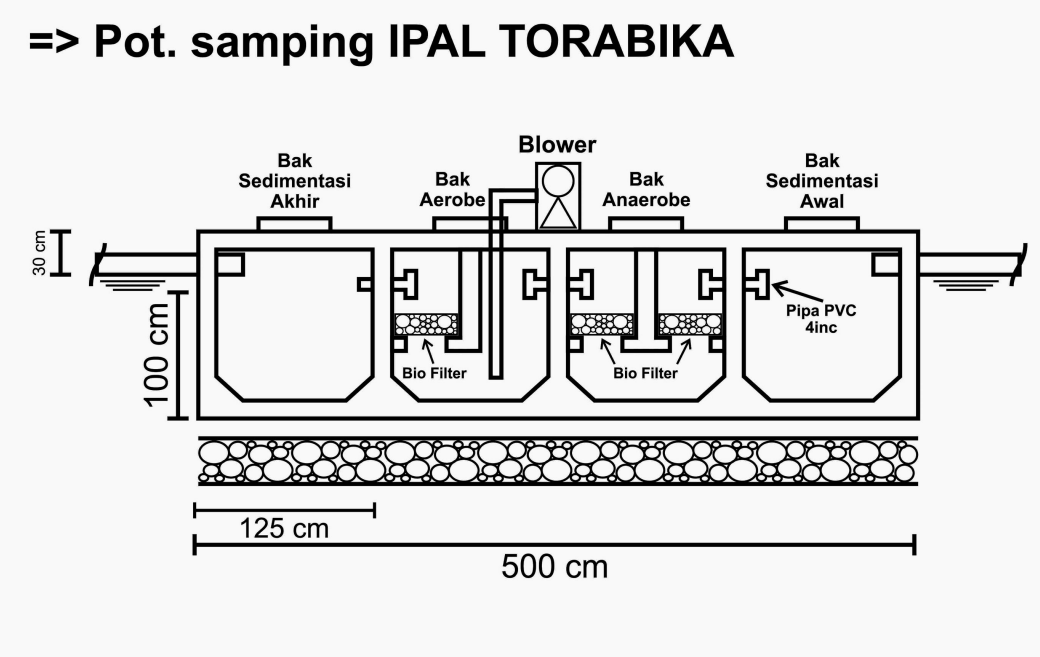 => Pot. samping IPAL TORABIKA
Blower
Bak
Sedimentasi
Akhir
Bak
Aerobe
Bak
Anaerobe
Bak
Sedimentasi
Awal
30 cm
100 cm
Pipa PVC
4inc
Bio Filter
Bio Filter
125 cm
500 cm